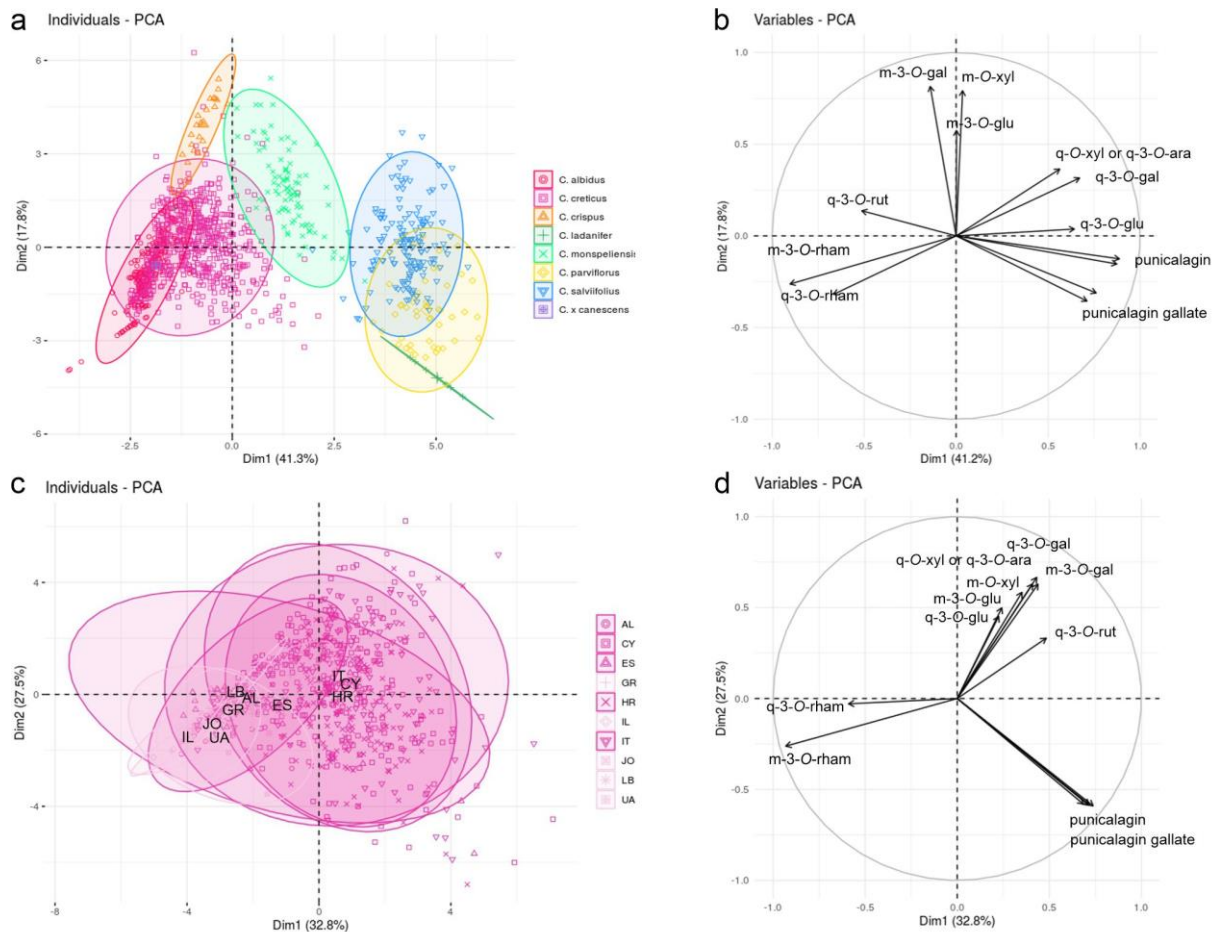 a
Individuals - PCA
6
3
0
-3
-6
Dim2 (17.8%)
-2.5
0.0
2.5
5.0
Dim1 (41.3%)
C. albidus
C. creticus
C. crispus
C. ladanifer
C. monspeliensi
C. parviflorus
C. salviifolius
C. x canescens
b
Variables - PCA
1.0
0.5
0.0
-0.5
-1.0
Dim2 (17.8%)
m-3-O-gal
m-O-xyl
m-3-O-glu
q-O-xyl or q-3-O-ara
q-3-O-gal
q-3-O-rut
q-3-O-glu
m-3-O-rham
punicalagin
q-3-O-rham
punicalagin gallate
-1.0
-0.5
0.0
0.5
1.0
Dim1 (41.2%)
c
Individuals - PCA
4
0
-4
Dim2 (27.5%)
IT
CY
HR
LB
AL
GR
ES
JO
IL
UA
-8
-4
0
4
Dim1 (32.8%)
AL
CY
ES
GR
HR
IL
IT
JO
LB
UA
d
Variables - PCA
1.0
0.5
0.0
-0.5
-1.0
Dim2 (27.5%)
q-3-O-gal
q-O-xyl or q-3-O-ara
m-3-O-gal
m-O-xyl
m-3-O-glu
q-3-O-glu
q-3-O-rut
q-3-O-rham
m-3-O-rham
punicalagin
punicalagin gallate
-1.0
-0.5
0.0
0.5
1.0
Dim1 (32.8%)